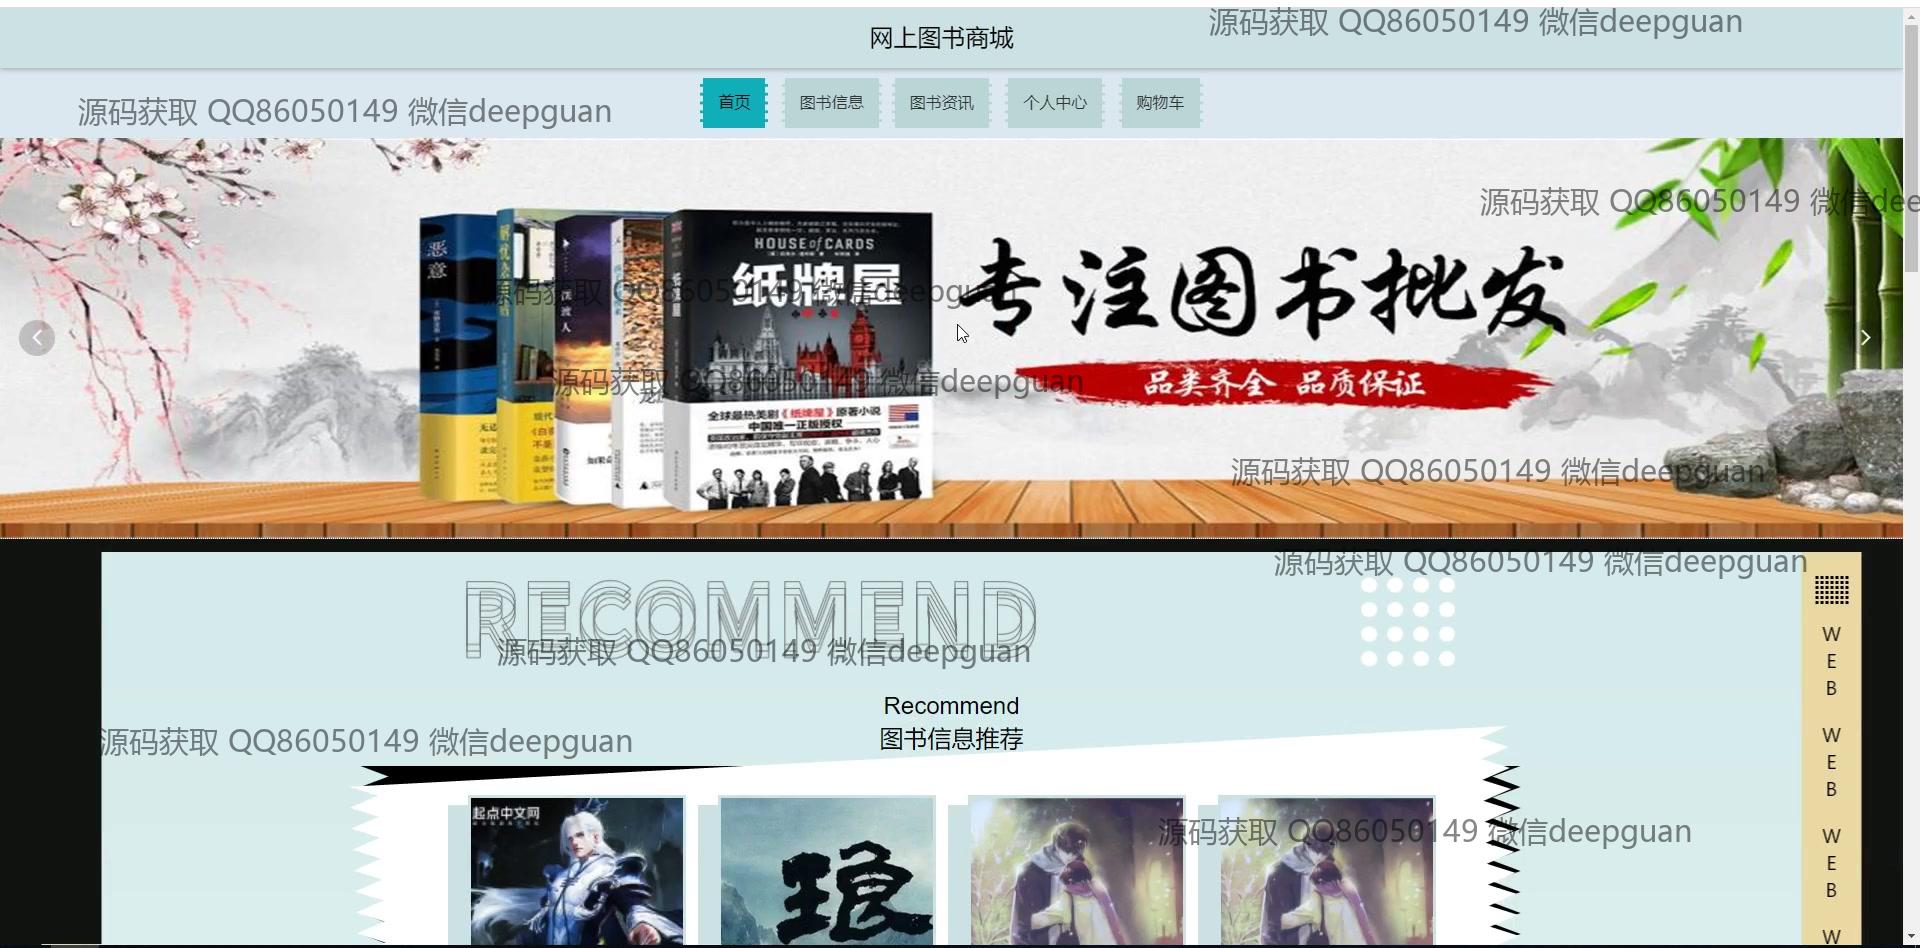 源码获取 QQ86050149 微信deepguan
网上图书商城
首页
图书信息
图书资讯
个人中心
购物车
源码获取 QQ86050149 微信deepguan
源码获取 QQ86050149 微信dee
恶意
HOUSE of CARDS
纸牌屋
源码获取 QQ86050149 微信deepguan
专注图书批发
源码获取 QQ86050149 微信deepguan
品类齐全 品质保证
全球最热美剧《纸牌屋》原著小说
中国唯一正版授权
源码获取 QQ86050149 微信deepguan
源码获取 QQ86050149 微信deepguan
RECOMMEND
源码获取 QQ86050149 微信deepguan
Recommend
图书信息推荐
源码获取 QQ86050149 微信deepguan
起点中文网
琅
源码获取 QQ86050149 微信deepguan
W
E
B
W
E
B
W
E
B
W